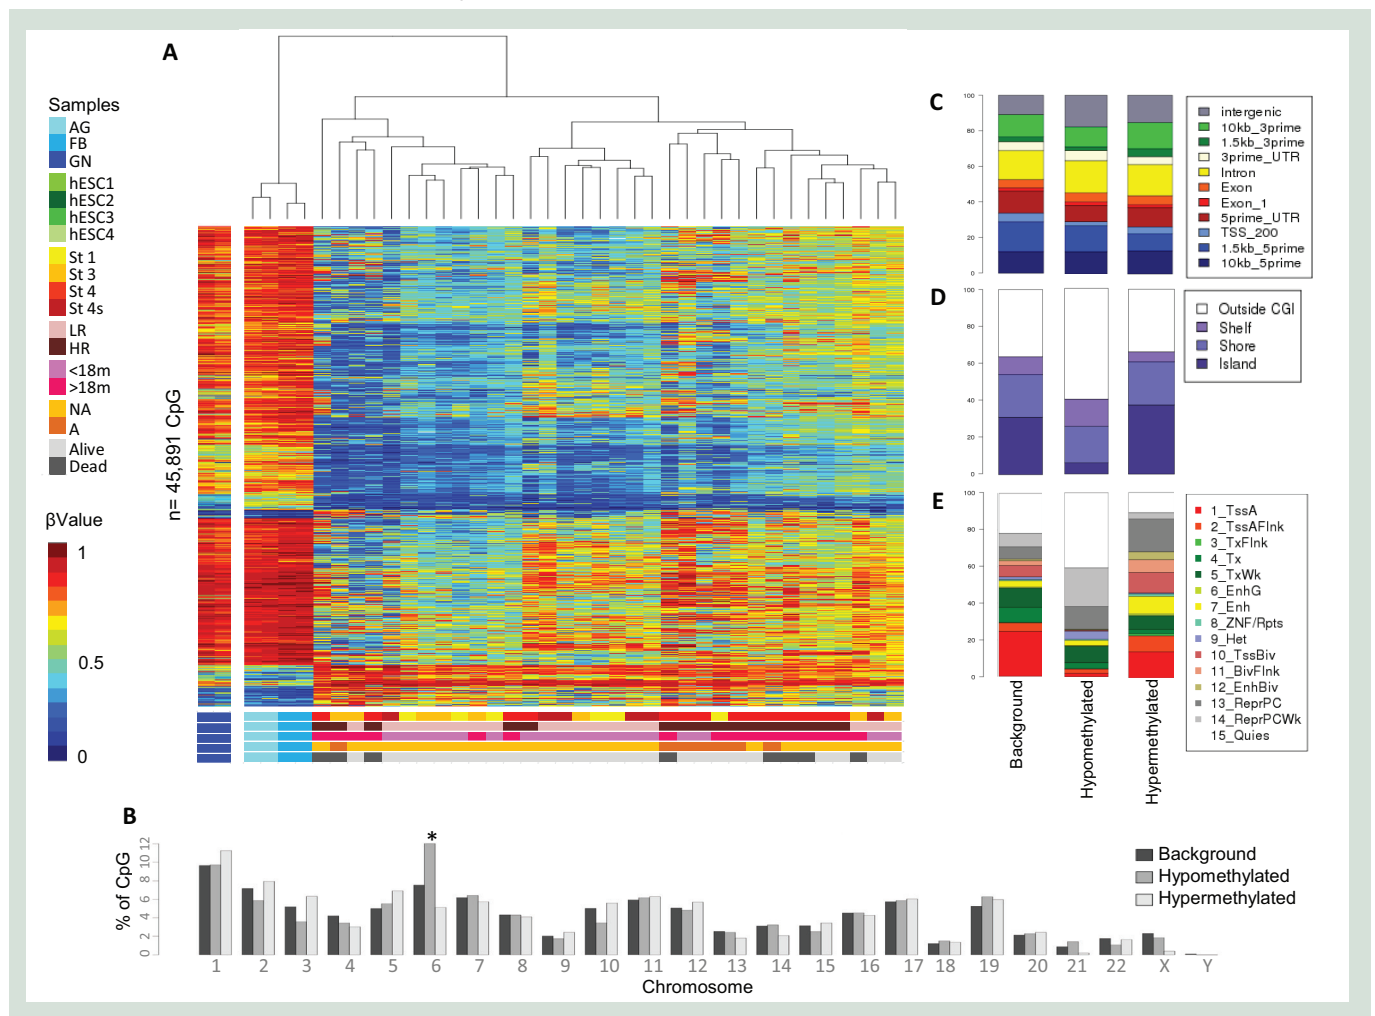 A
Samples
AG
FB
GN
hESC1
hESC2
hESC3
hESC4
St 1
St 3
St 4
St 4s
LR
HR
<18m
>18m
NA
A
Alive
Dead
βValue
1
0.5
0
n= 45,891 CpG
C
100
80
60
40
20
0
intergenic
10kb_3prime
1.5kb_3prime
3prime_UTR
Intron
Exon
Exon_1
5prime_UTR
TSS_200
1.5kb_5prime
10kb_5prime
D
100
80
60
40
20
0
Outside CGI
Shelf
Shore
Island
E
100
80
60
40
20
0
1_TssA
2_TssAFlnk
3_TxFlnk
4_Tx
5_TxWk
6_EnhG
7_Enh
8_ZNF/Rpts
9_Het
10_TssBiv
11_BivFlnk
12_EnhBiv
13_ReprPC
14_ReprPCWk
15_Quies
Background
Hypomethylated
Hypermethylated
B
% of CpG
0 2 4 6 8 10 12
*
Background
Hypomethylated
Hypermethylated
1 2 3 4 5 6 7 8 9 10 11 12 13 14 15 16 17 18 19 20 21 22 X Y
Chromosome